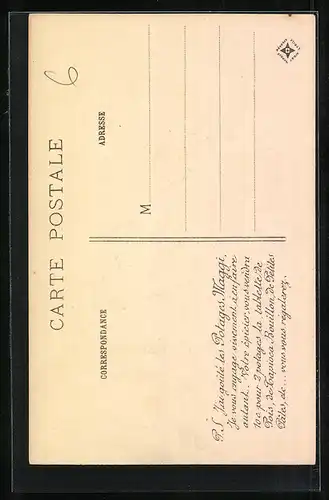 6
CARTE POSTALE
CORRESPONDANCE
ADRESSE
M
P.S. J'ai goûté les Potages Maggi,
Je vous engage vivement à en faire
autant. Votre épicier vous vendra
10c pour 2 potages la tablette de
Pois, de Tapioca, Bouillon, de Petites
Pâtes, etc... vous vous régalerez.